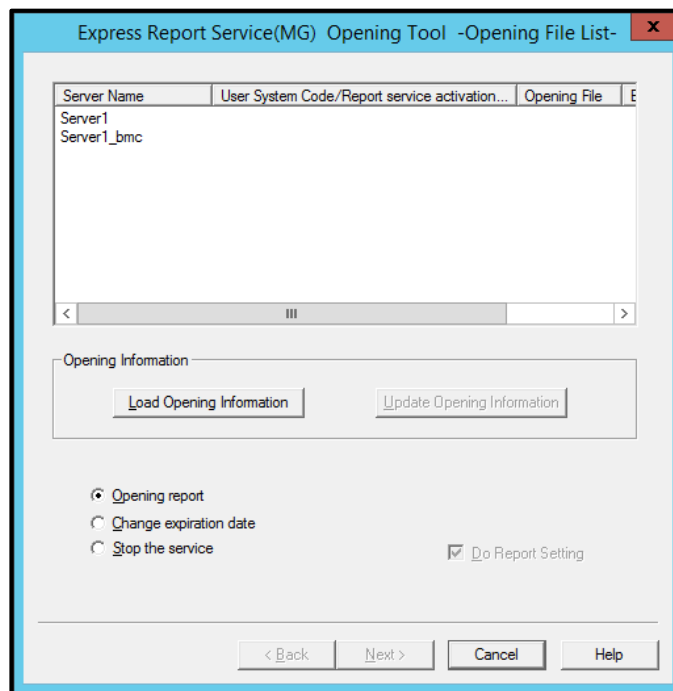 Express Report Service(MG) Opening Tool -Opening File List-
x
Server Name User System Code/Report service activation... Opening File E
Server1
Server1_bmc
Opening Information
Load Opening Information Update Opening Information
Opening report
Change expiration date
Stop the service
Do Report Setting
< Back Next > Cancel Help